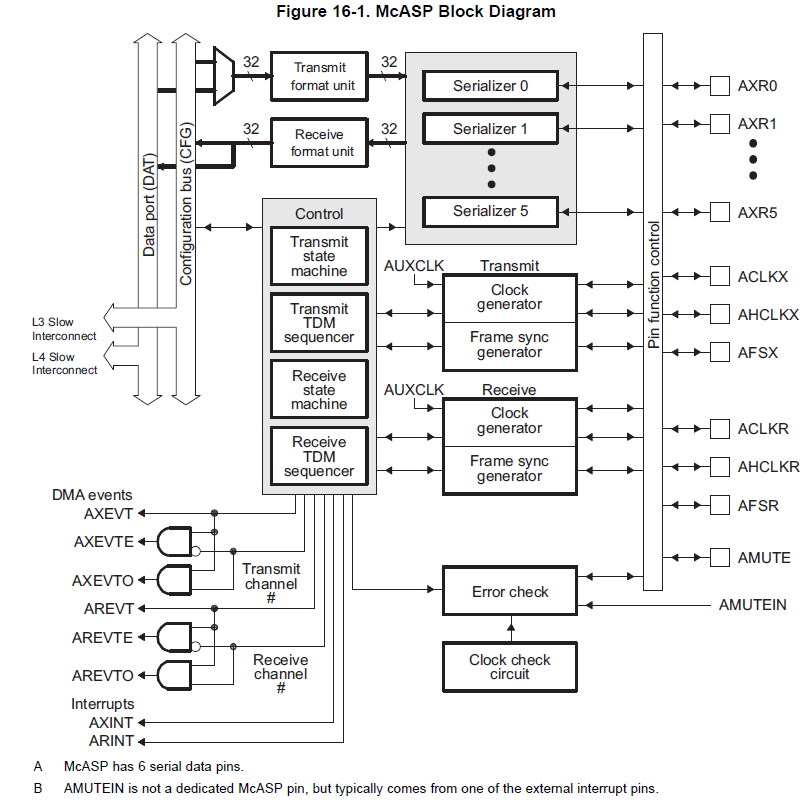 Figure 16-1. McASP Block Diagram
32
Transmit
format unit
32
Serializer 0
AXR0
32
Receive
format unit
32
Serializer 1
AXR1
Data port (DAT)
Configuration bus (CFG)
Serializer 5
AXR5
Pin function control
Control
Transmit
state
machine
Transmit
TDM
sequencer
Receive
state
machine
Receive
TDM
sequencer
AUXCLK
Transmit
Clock
generator
Frame sync
generator
ACLKX
AHCLKX
AFSX
L3 Slow
Interconnect
L4 Slow
Interconnect
AUXCLK
Receive
Clock
generator
Frame sync
generator
ACLKR
AHCLKR
AFSR
DMA events
AXEVT
AXEVTE
AXEVTO
Transmit
channel
#
AREVT
AREVTE
AREVTO
Receive
channel
#
Error check
AMUTE
AMUTEIN
Clock check
circuit
Interrupts
AXINT
ARINT
A McASP has 6 serial data pins.
B AMUTEIN is not a dedicated McASP pin, but typically comes from one of the external interrupt pins.